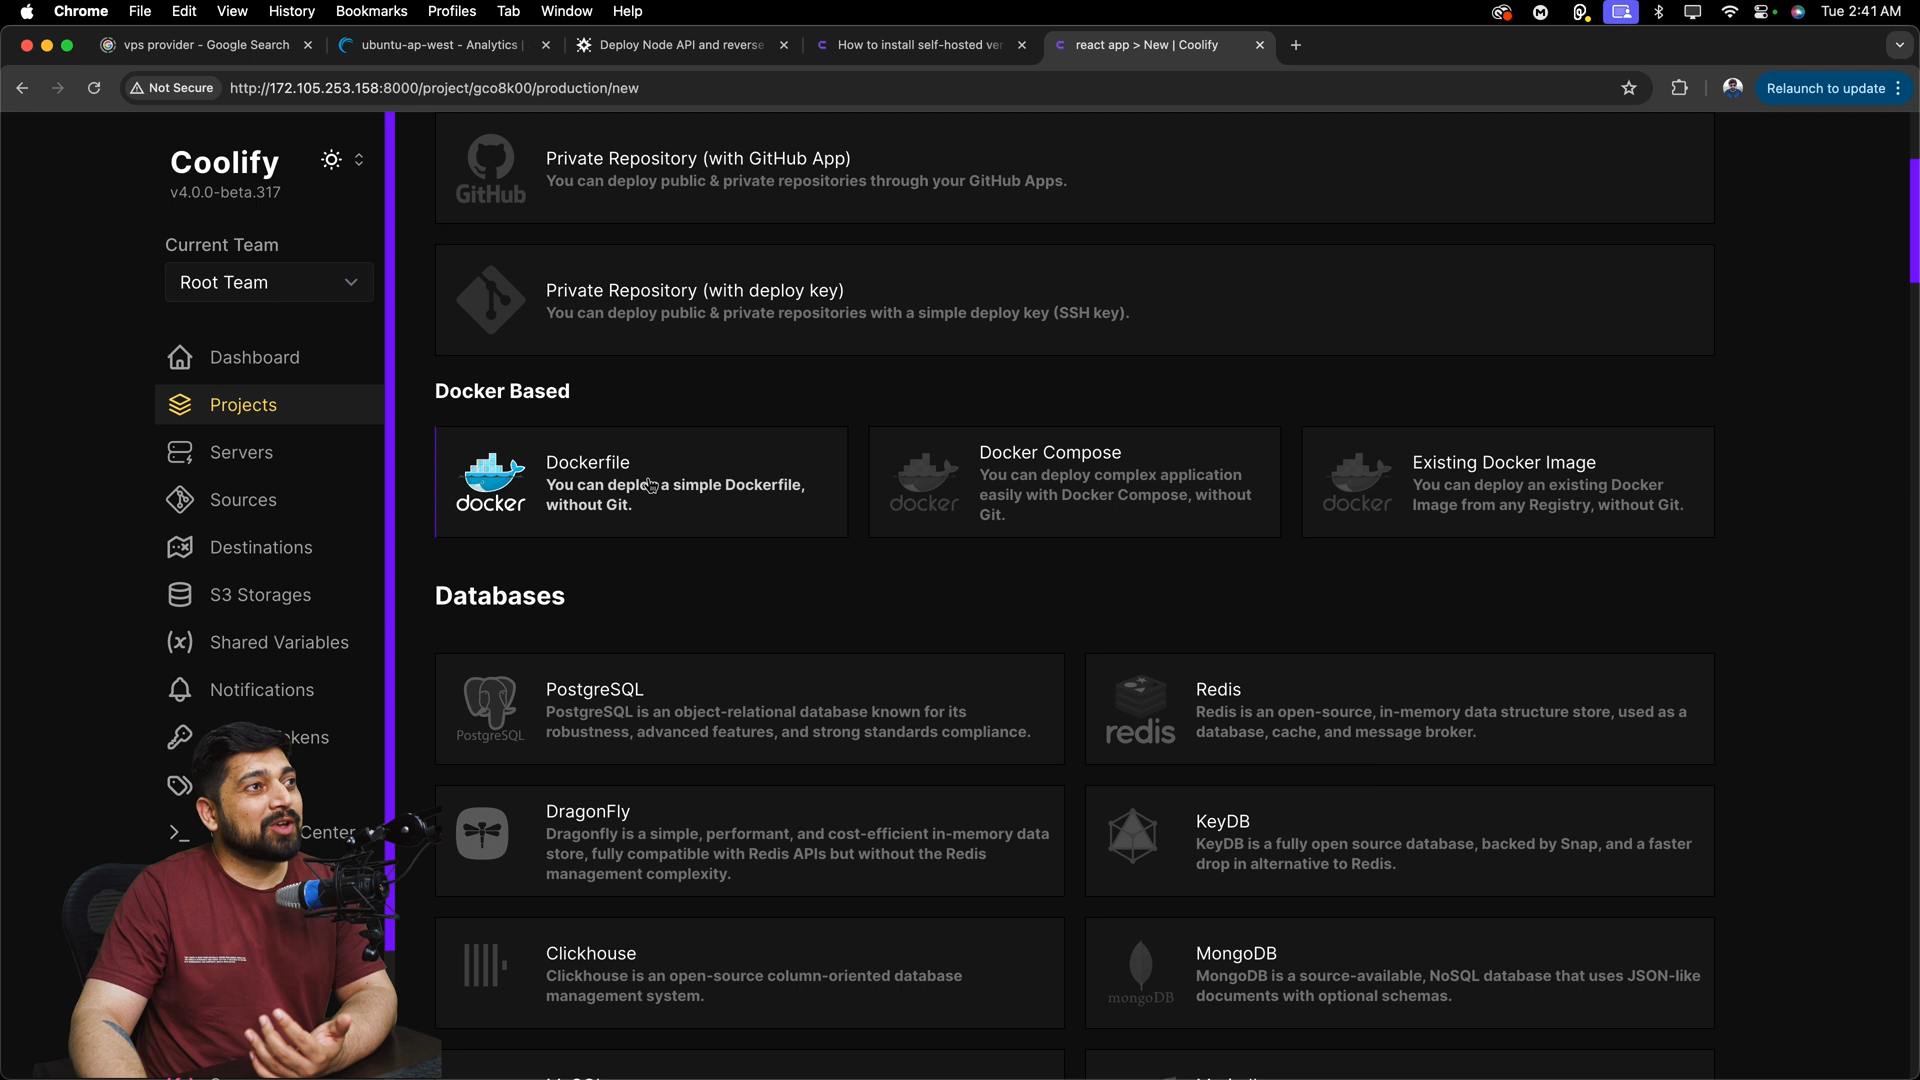 Chrome File Edit View History Bookmarks Profiles Tab Window Help
Tue 2:41 AM
vps provider - Google Search
ubuntu-ap-west - Analytics |
Deploy Node API and reverse
How to install self-hosted ver
react app > New | Coolify
Not Secure
http://172.105.253.158:8000/project/gco8k00/production/new
Relaunch to update
Coolify
v4.0.0-beta.317
Current Team
Root Team
Dashboard
Projects
Servers
Sources
Destinations
S3 Storages
Shared Variables
Notifications
kens
Center
GitHub
Private Repository (with GitHub App)
You can deploy public & private repositories through your GitHub Apps.
Private Repository (with deploy key)
You can deploy public & private repositories with a simple deploy key (SSH key).
Docker Based
docker
Dockerfile
You can deploy a simple Dockerfile,
without Git.
docker
Docker Compose
You can deploy complex application
easily with Docker Compose, without
Git.
docker
Existing Docker Image
You can deploy an existing Docker
Image from any Registry, without Git.
Databases
PostgreSQL
PostgreSQL
PostgreSQL is an object-relational database known for its
robustness, advanced features, and strong standards compliance.
redis
Redis
Redis is an open-source, in-memory data structure store, used as a
database, cache, and message broker.
DragonFly
Dragonfly is a simple, performant, and cost-efficient in-memory data
store, fully compatible with Redis APIs but without the Redis
management complexity.
KeyDB
KeyDB is a fully open source database, backed by Snap, and a faster
drop in alternative to Redis.
Clickhouse
Clickhouse is an open-source column-oriented database
management system.
mongoDB
MongoDB
MongoDB is a source-available, NoSQL database that uses JSON-like
documents with optional schemas.